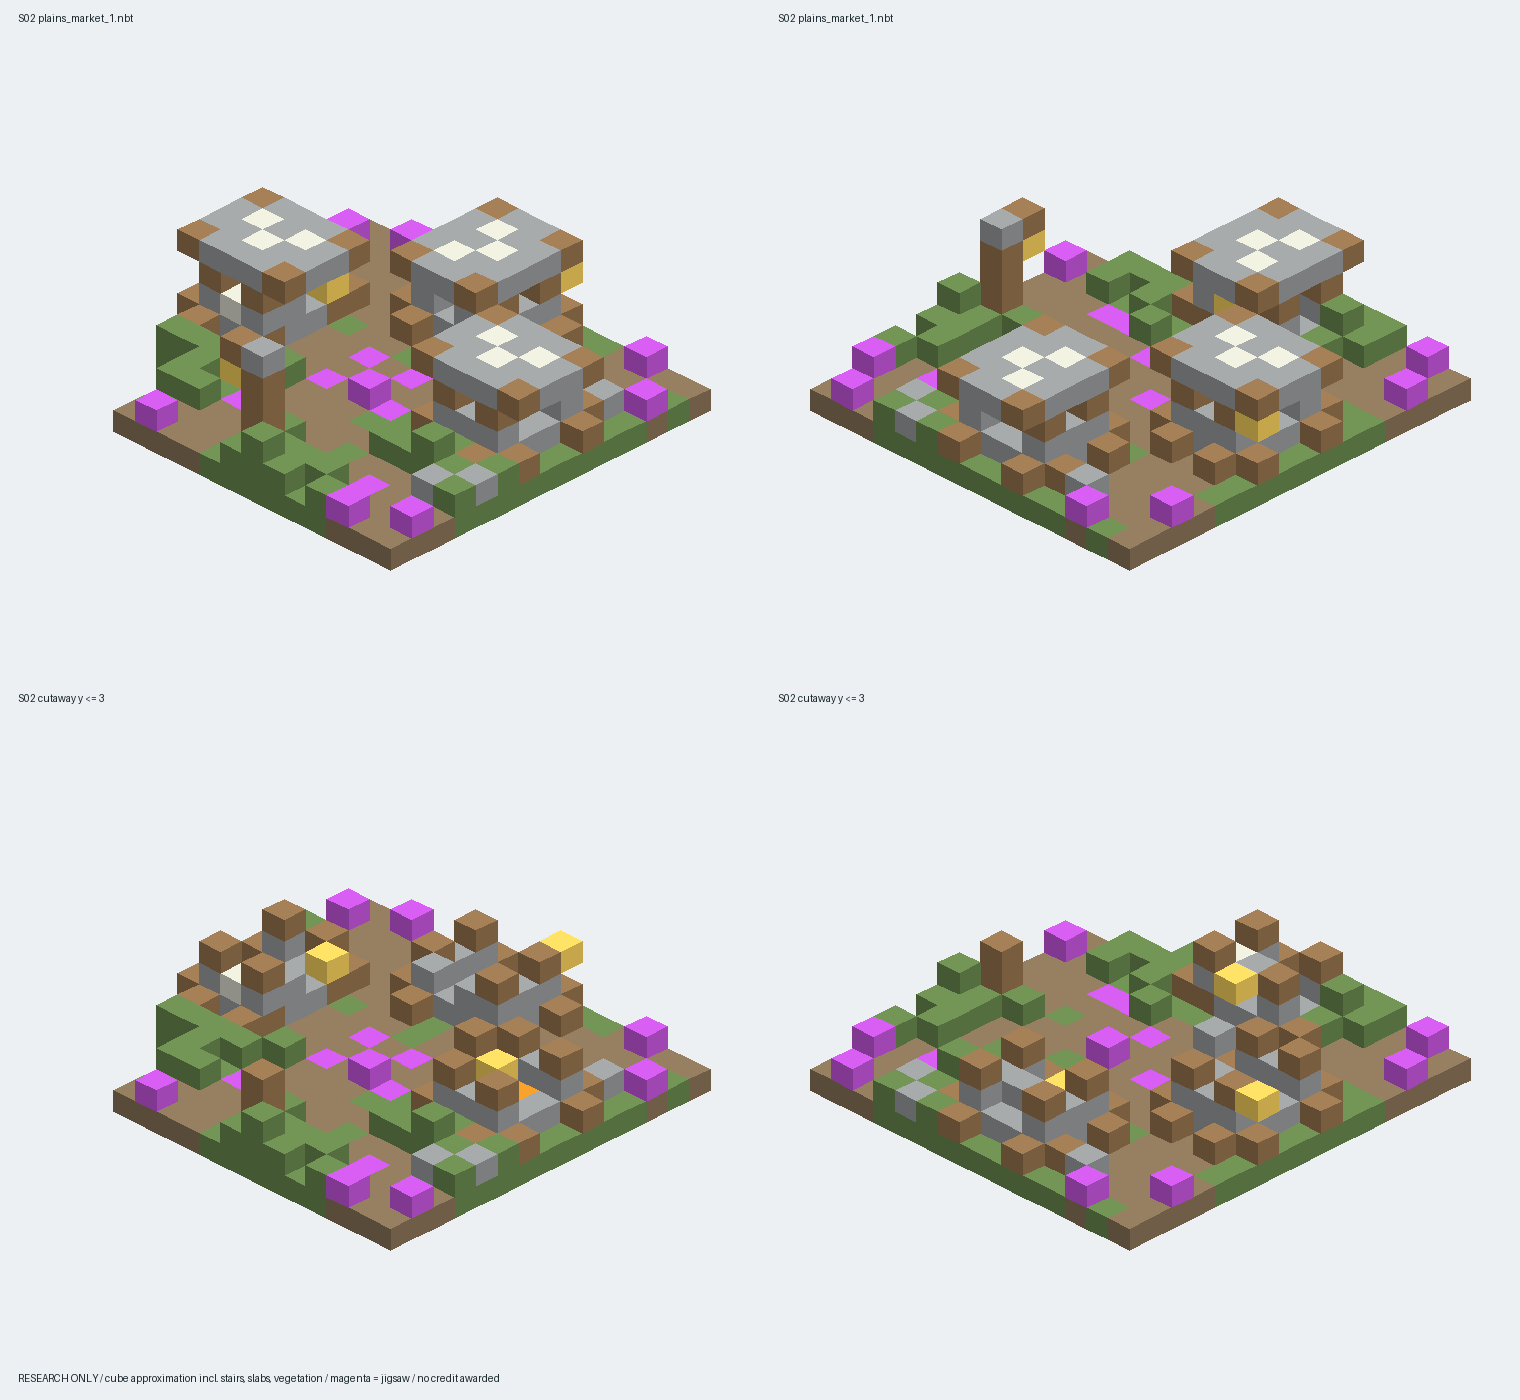 S02 plains_market_1.nbt
S02 plains_market_1.nbt
S02 cutaway y <= 3
S02 cutaway y <= 3
RESEARCH ONLY / cube approximation incl. stairs, slabs, vegetation / magenta = jigsaw / no credit awarded